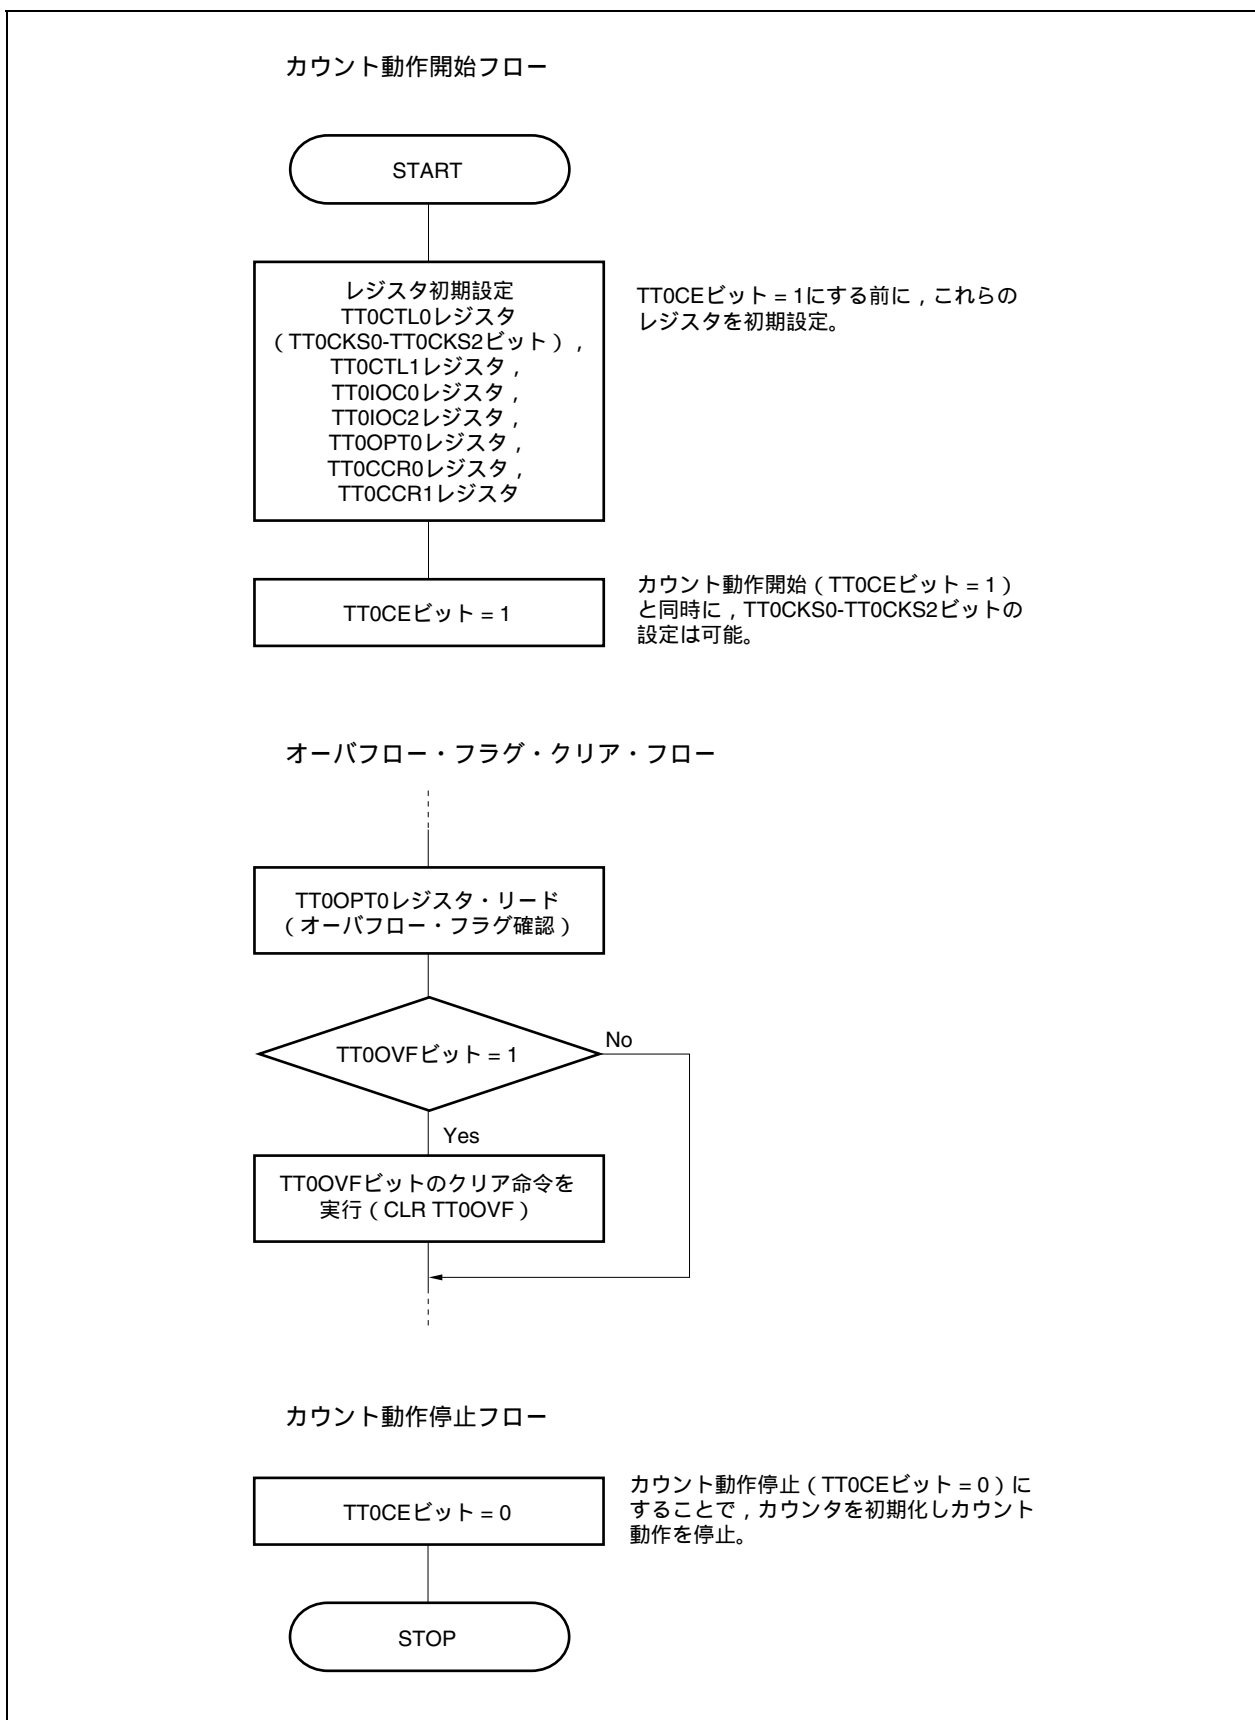 カウント動作開始フロー
START
レジスタ初期設定
TT0CTL0レジスタ
（TT0CKS0-TT0CKS2ビット），
TT0CTL1レジスタ，
TT0IOC0レジスタ，
TT0IOC2レジスタ，
TT0OPT0レジスタ，
TT0CCR0レジスタ，
TT0CCR1レジスタ
TT0CEビット = 1にする前に，これらの
レジスタを初期設定。
TT0CEビット = 1
カウント動作開始（TT0CEビット = 1）
と同時に，TT0CKS0-TT0CKS2ビットの
設定は可能。
オーバフロー・フラグ・クリア・フロー
TT0OPT0レジスタ・リード
（オーバフロー・フラグ確認）
TT0OVFビット = 1
No
Yes
TT0OVFビットのクリア命令を
実行（CLR TT0OVF）
カウント動作停止フロー
TT0CEビット = 0
カウント動作停止（TT0CEビット = 0）に
することで，カウンタを初期化しカウント
動作を停止。
STOP